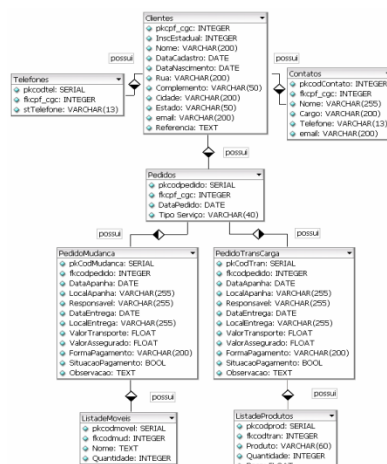 Clientes
pkcpf_cgc: INTEGER
InscEstadual: INTEGER
Nome: VARCHAR(200)
DataCadastro: DATE
DataNascimento: DATE
Rua: VARCHAR(200)
Complemento: VARCHAR(50)
Cidade: VARCHAR(200)
Estado: VARCHAR(50)
email: VARCHAR(200)
Referencia: TEXT
possui
possui
Telefones
pkcodtel: SERIAL
fkcpf_cgc: INTEGER
stTelefone: VARCHAR(13)
Contatos
pkcodContato: INTEGER
fkcpf_cgc: INTEGER
Nome: VARCHAR(255)
Cargo: VARCHAR(200)
Telefone: VARCHAR(13)
email: VARCHAR(200)
possui
Pedidos
pkcodpedido: SERIAL
fkcpf_cgc: INTEGER
DataPedido: DATE
Tipo Serviço: VARCHAR(40)
possui
possui
PedidoMudanca
pkCodMudanca: SERIAL
fkcodpedido: INTEGER
DataApanha: DATE
LocalApanha: VARCHAR(255)
Responsavel: VARCHAR(255)
DataEntrega: DATE
LocalEntrega: VARCHAR(255)
ValorTransporte: FLOAT
ValorAssegurado: FLOAT
FormaPagamento: VARCHAR(200)
SituacaoPagamento: BOOL
Observacao: TEXT
PedidoTransCarga
pkCodTran: SERIAL
fkcodpedido: INTEGER
DataApanha: DATE
LocalApanha: VARCHAR(255)
Responsavel: VARCHAR(255)
DataEntrega: DATE
LocalEntrega: VARCHAR(255)
ValorTransporte: FLOAT
ValorAssegurado: FLOAT
FormaPagamento: VARCHAR(200)
SituacaoPagamento: BOOL
Observacao: TEXT
possui
possui
ListadeMoveis
pkcodmovel: SERIAL
fkcodmud: INTEGER
Nome: TEXT
Quantidade: INTEGER
ListadeProdutos
pkcodprod: SERIAL
fkcodtran: INTEGER
Produto: VARCHAR(60)
Quantidade: INTEGER